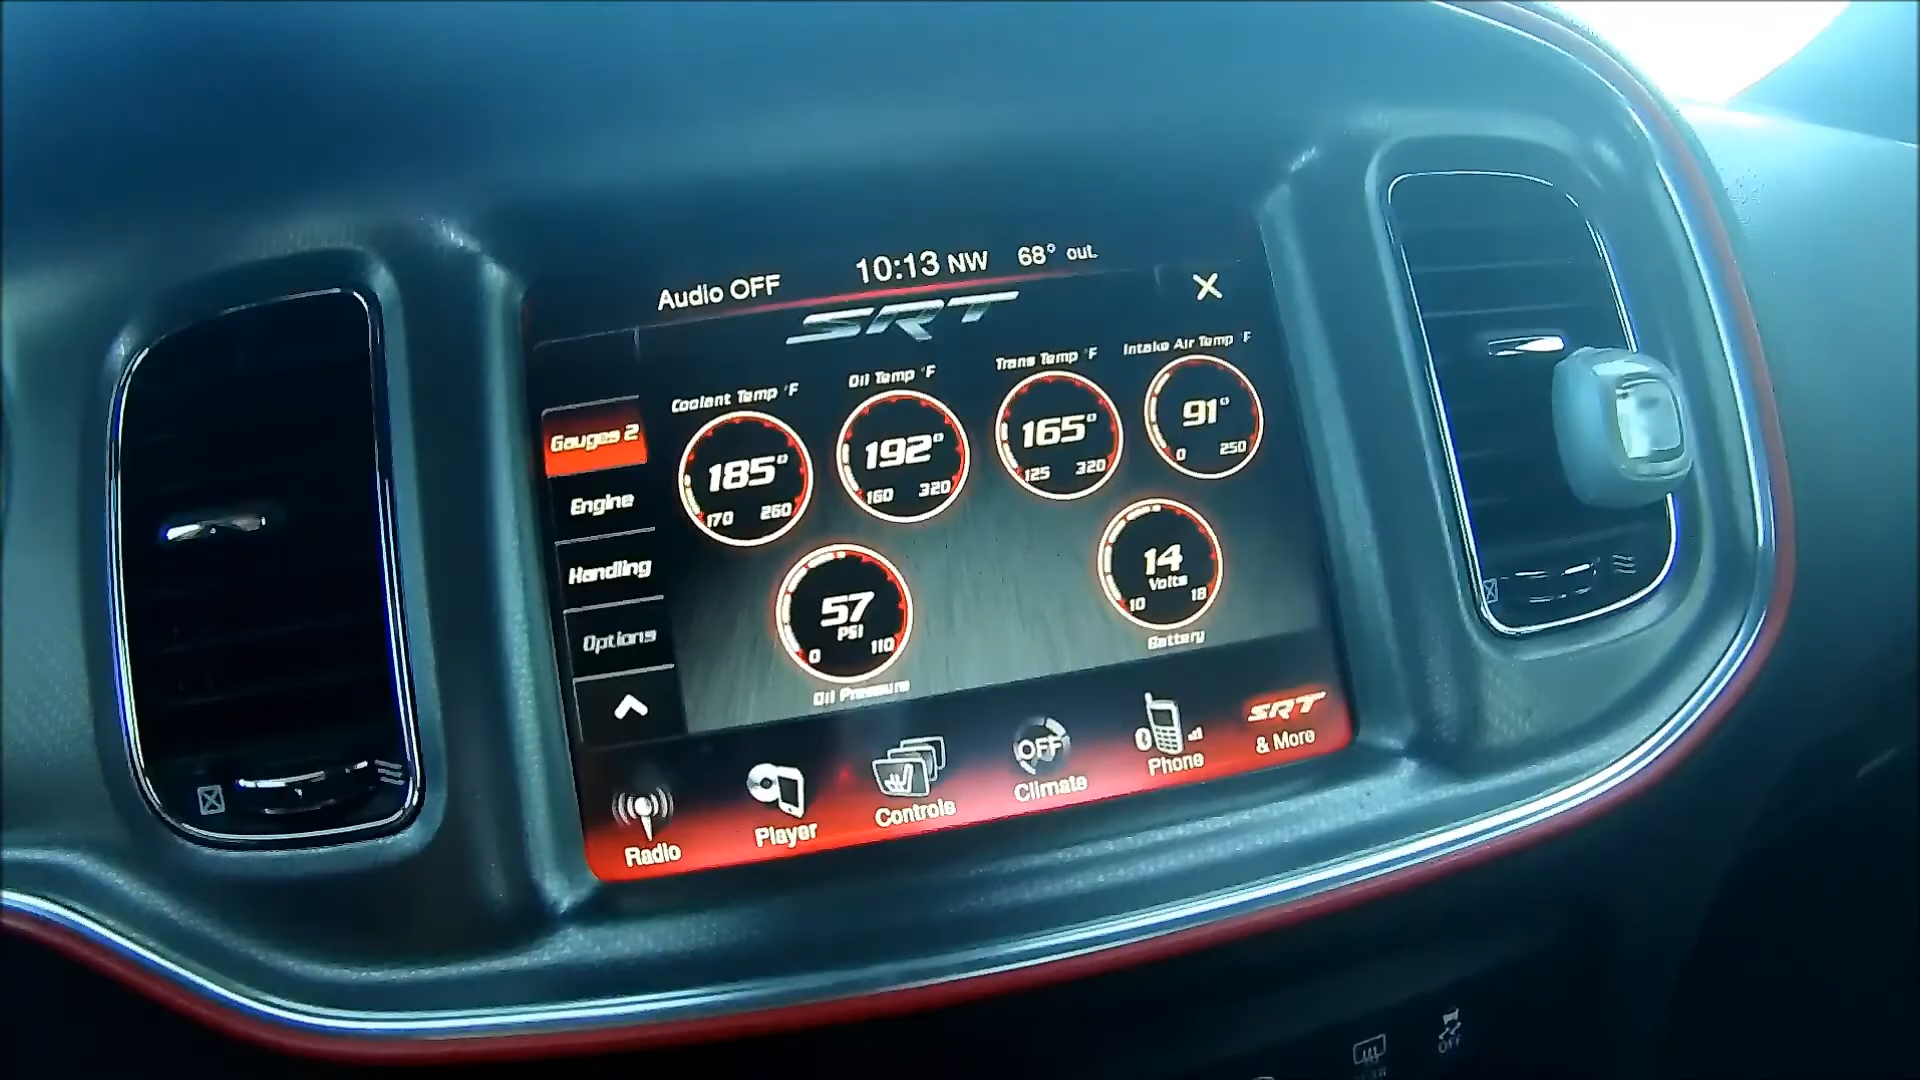 Audio OFF 10:13 NW 68° out
SRT X
Coolant Temp °F Oil Temp °F Trans Temp °F Intake Air Temp °F
185° 192° 165° 91°
170 260 160 320 125 320 0 250
Gauges 2
Engine
Handling
Options
57 14
PSI Volts
0 110 10 18
Oil Pressure Battery
OFF SRT
Radio Player Controls Climate Phone & More
OFF